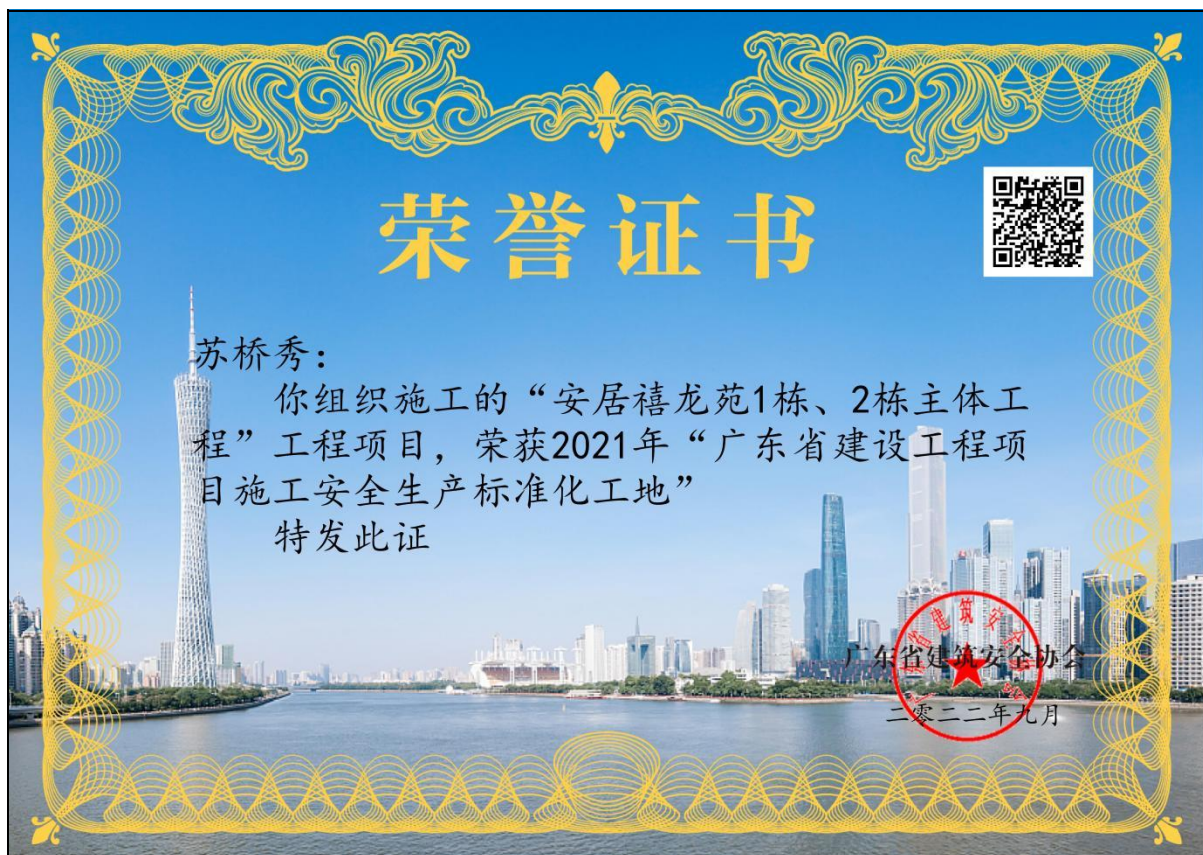 荣誉证书
苏桥秀：
你组织施工的“安居禧龙苑1栋、2栋主体工
程”工程项目，荣获2021年“广东省建设工程项
目施工安全生产标准化工地”
特发此证
广东省建筑安全协会
二零二二年九月